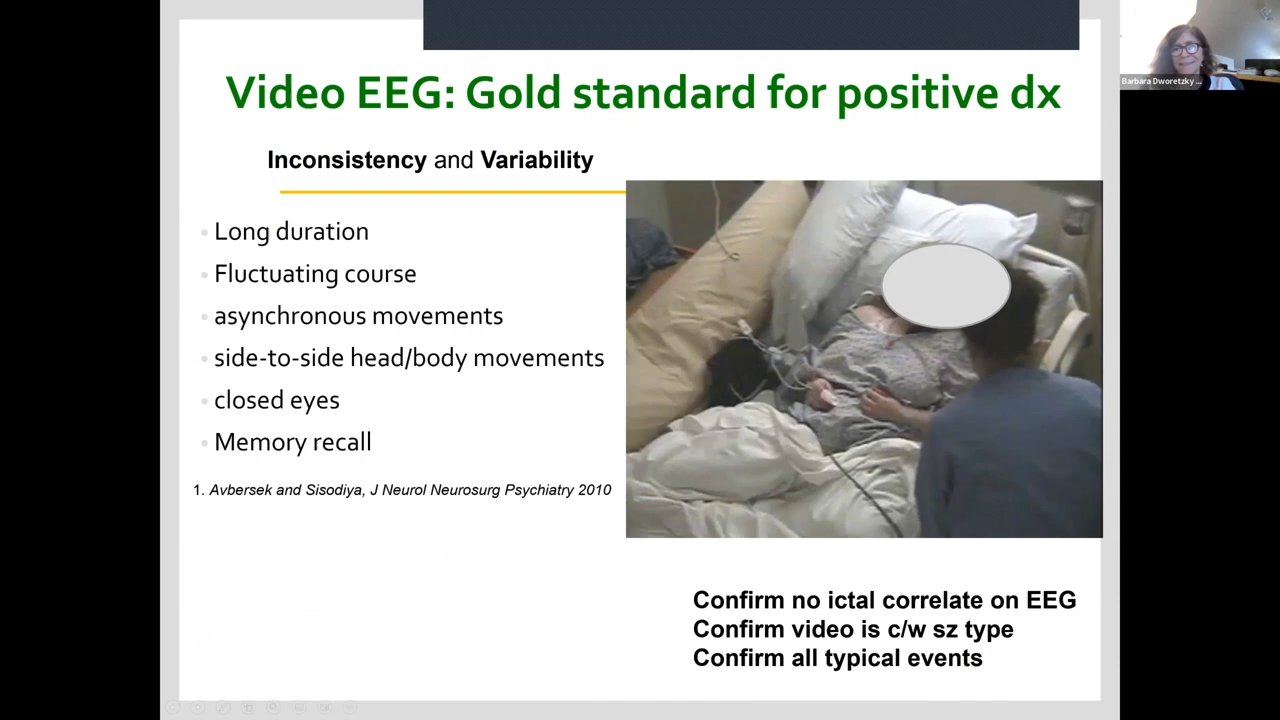 Video EEG: Gold standard for positive dx
Barbara Dworetzky ...
Inconsistency and Variability
Long duration
Fluctuating course
asynchronous movements
side-to-side head/body movements
closed eyes
Memory recall
1. Avbersek and Sisodiya, J Neurol Neurosurg Psychiatry 2010
Confirm no ictal correlate on EEG
Confirm video is c/w sz type
Confirm all typical events